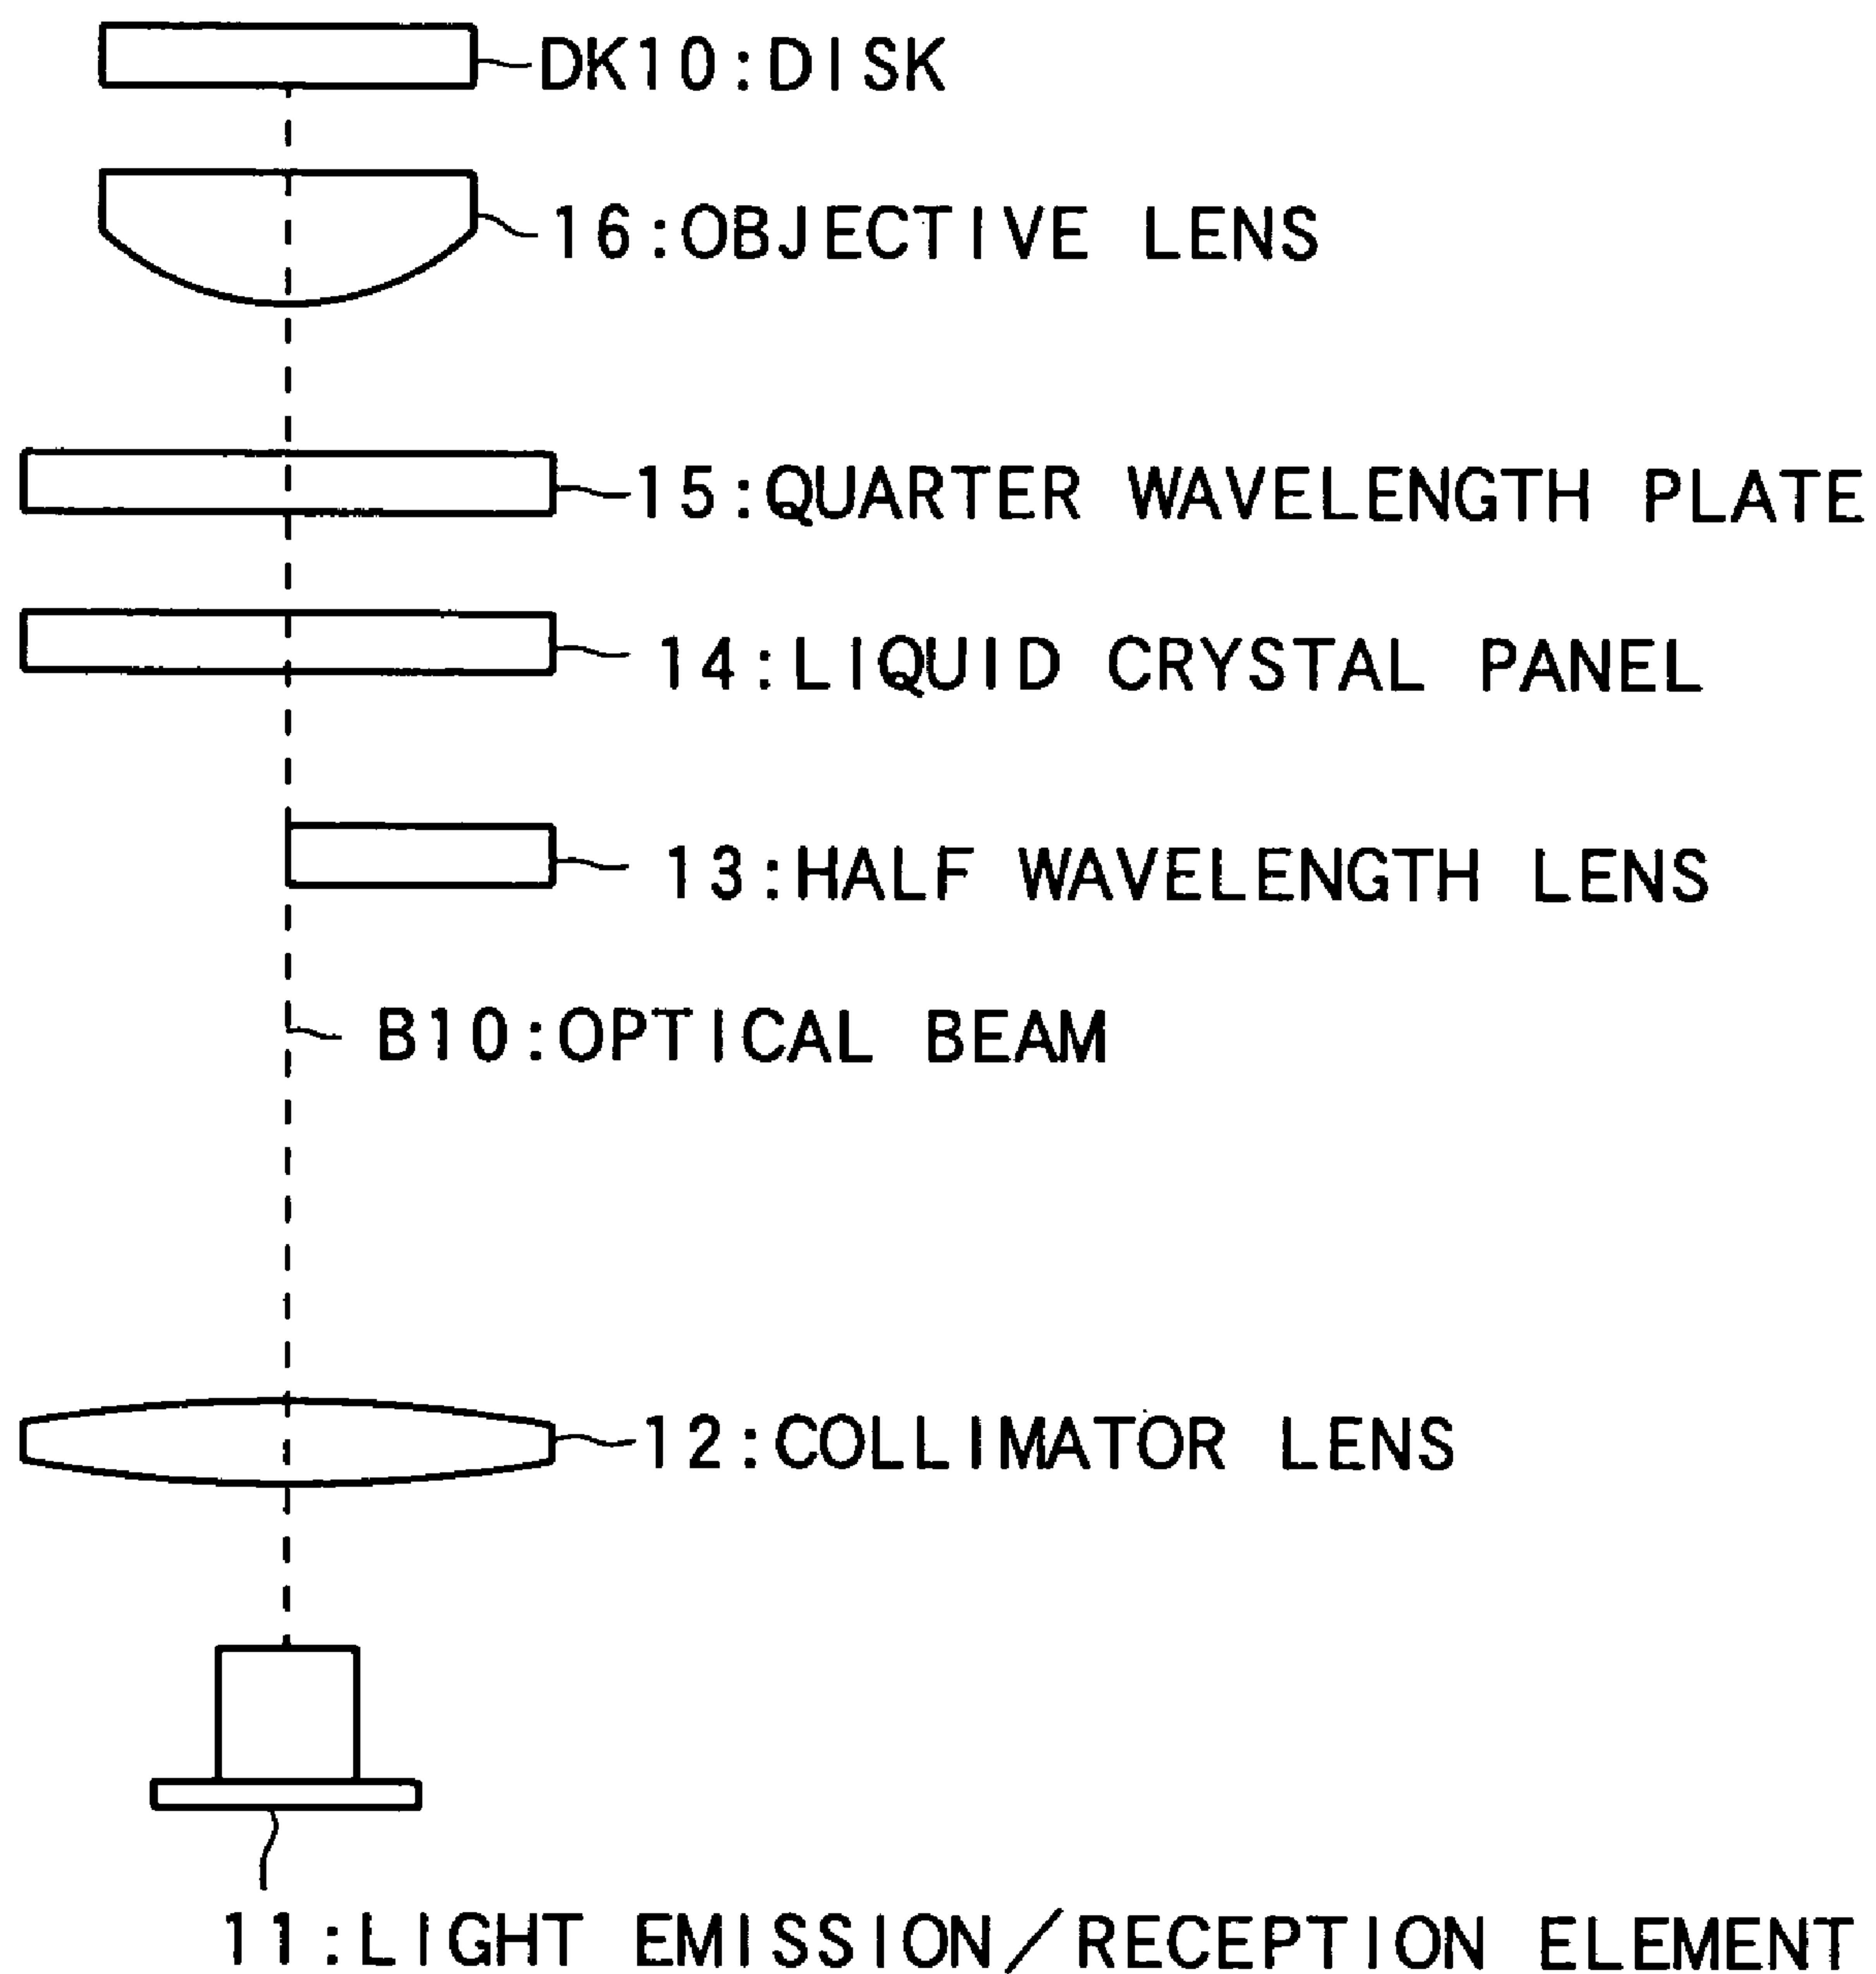 DK10:DISK
16:OBJECTIVE LENS
15:QUARTER WAVELENGTH PLATE
14:LIQUID CRYSTAL PANEL
13:HALF WAVELENGTH LENS
B10:OPTICAL BEAM
12:COLLIMATOR LENS
11:LIGHT EMISSION/RECEPTION ELEMENT